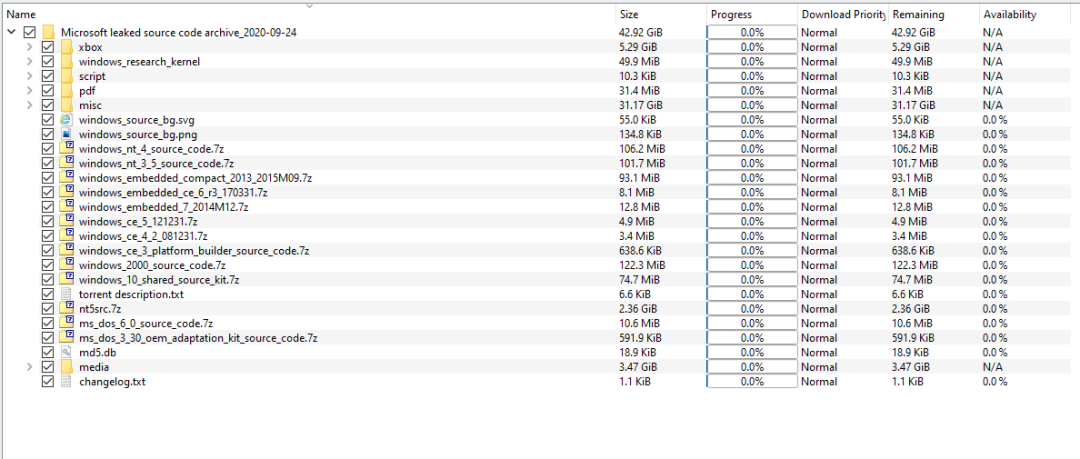 Name Size Progress Download Priority Remaining Availability
Microsoft leaked source code archive_2020-09-24 42.92 GiB 0.0% Normal 42.92 GiB N/A
xbox 5.29 GiB 0.0% Normal 5.29 GiB N/A
windows_research_kernel 49.9 MiB 0.0% Normal 49.9 MiB N/A
script 10.3 KiB 0.0% Normal 10.3 KiB N/A
pdf 31.4 MiB 0.0% Normal 31.4 MiB N/A
misc 31.17 GiB 0.0% Normal 31.17 GiB N/A
windows_source_bg.svg 55.0 KiB 0.0% Normal 55.0 KiB 0.0%
windows_source_bg.png 134.8 KiB 0.0% Normal 134.8 KiB 0.0%
windows_nt_4_source_code.7z 106.2 MiB 0.0% Normal 106.2 MiB 0.0%
windows_nt_3_5_source_code.7z 101.7 MiB 0.0% Normal 101.7 MiB 0.0%
windows_embedded_compact_2013_2015M09.7z 93.1 MiB 0.0% Normal 93.1 MiB 0.0%
windows_embedded_ce_6_r3_170331.7z 8.1 MiB 0.0% Normal 8.1 MiB 0.0%
windows_embedded_7_2014M12.7z 12.8 MiB 0.0% Normal 12.8 MiB 0.0%
windows_ce_5_121231.7z 4.9 MiB 0.0% Normal 4.9 MiB 0.0%
windows_ce_4_2_081231.7z 3.4 MiB 0.0% Normal 3.4 MiB 0.0%
windows_ce_3_platform_builder_source_code.7z 638.6 KiB 0.0% Normal 638.6 KiB 0.0%
windows_2000_source_code.7z 122.3 MiB 0.0% Normal 122.3 MiB 0.0%
windows_10_shared_source_kit.7z 74.7 MiB 0.0% Normal 74.7 MiB 0.0%
torrent description.txt 6.6 KiB 0.0% Normal 6.6 KiB 0.0%
nt5src.7z 2.36 GiB 0.0% Normal 2.36 GiB 0.0%
ms_dos_6_0_source_code.7z 10.6 MiB 0.0% Normal 10.6 MiB 0.0%
ms_dos_3_30_oem_adaptation_kit_source_code.7z 591.9 KiB 0.0% Normal 591.9 KiB 0.0%
md5.db 18.9 KiB 0.0% Normal 18.9 KiB 0.0%
media 3.47 GiB 0.0% Normal 3.47 GiB N/A
changelog.txt 1.1 KiB 0.0% Normal 1.1 KiB 0.0%